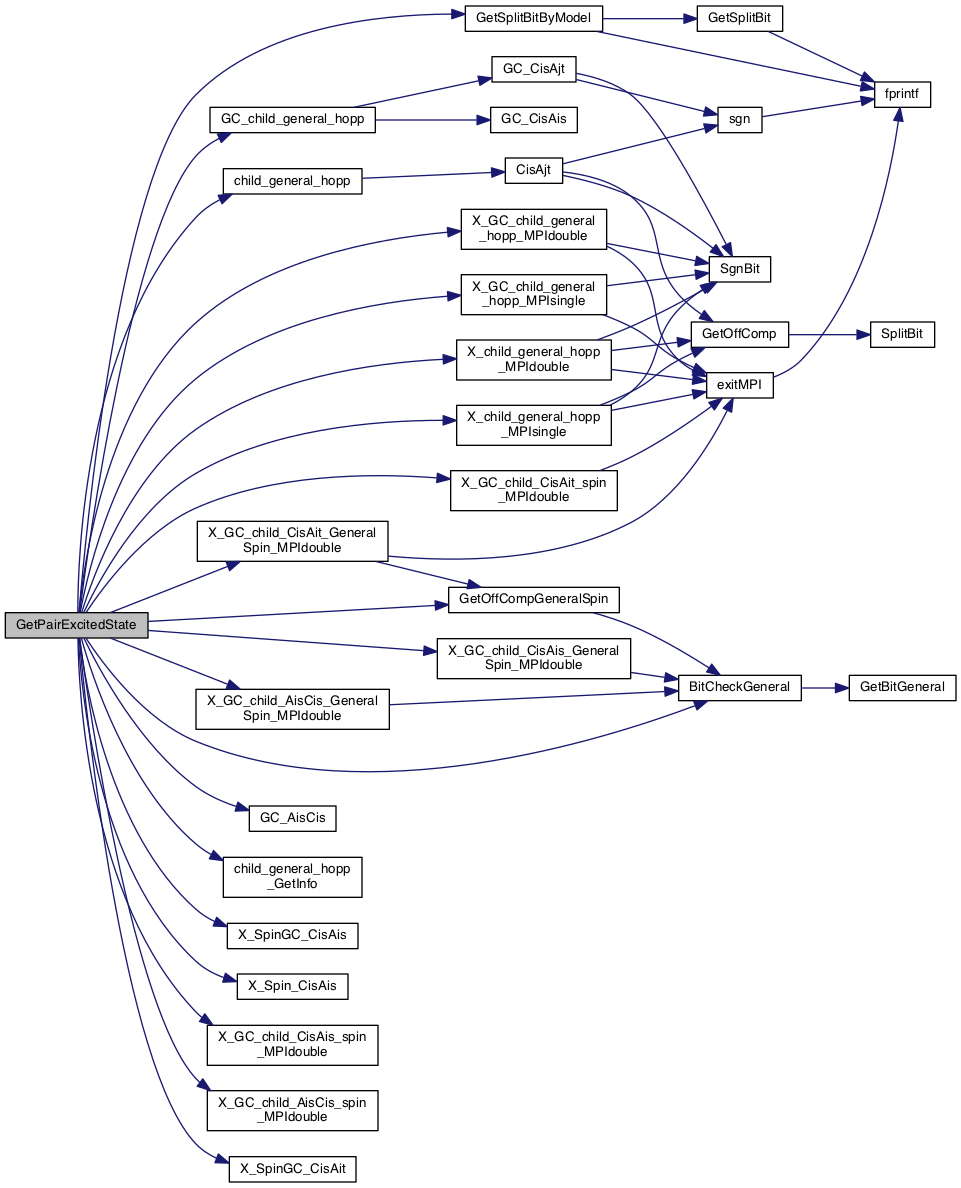 GetSplitBitByModel
GetSplitBit
GC_CisAjt
fprintf
GC_child_general_hopp
GC_CisAis
sgn
CisAjt
child_general_hopp
X_GC_child_general
_hopp_MPIdouble
SgnBit
X_GC_child_general
_hopp_MPIsingle
GetOffComp
SplitBit
X_child_general_hopp
_MPIdouble
exitMPI
X_child_general_hopp
_MPIsingle
X_GC_child_CisAit_spin
_MPIdouble
X_GC_child_CisAit_General
Spin_MPIdouble
GetOffCompGeneralSpin
GetPairExcitedState
X_GC_child_CisAis_General
Spin_MPIdouble
BitCheckGeneral
GetBitGeneral
X_GC_child_AisCis_General
Spin_MPIdouble
GC_AisCis
child_general_hopp
_GetInfo
X_SpinGC_CisAis
X_Spin_CisAis
X_GC_child_CisAis_spin
_MPIdouble
X_GC_child_AisCis_spin
_MPIdouble
X_SpinGC_CisAit